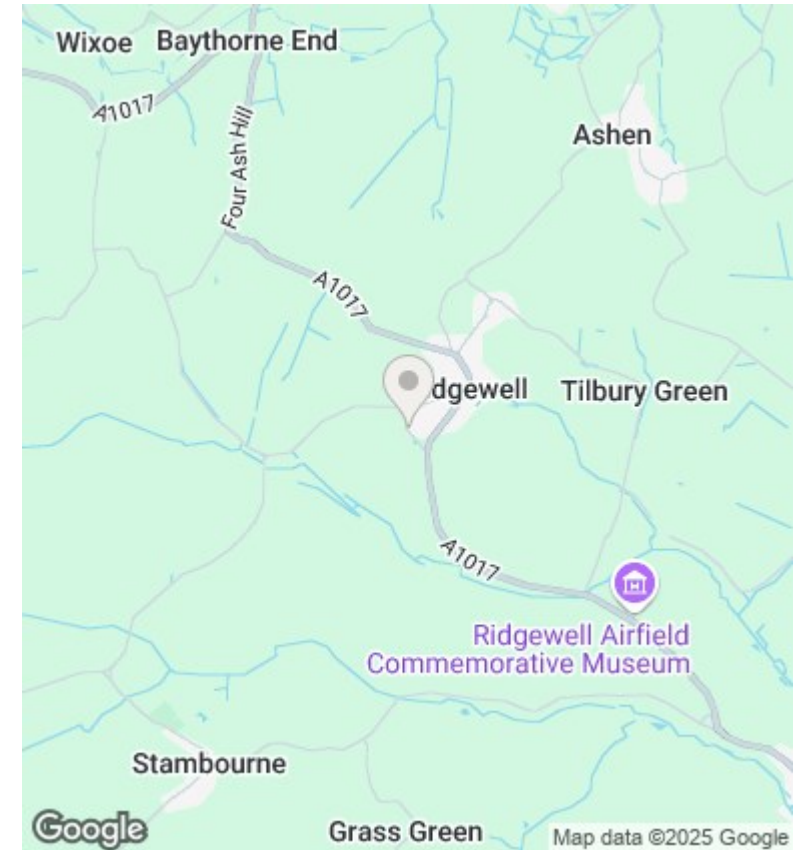 Wixoe
Baythorne End
A1017
Four Ash Hill
Ashen
A1017
dgewell
Tilbury Green
A1017
Ridgewell Airfield
Commemorative Museum
Stambourne
Grass Green
Google
Map data ©2025 Google